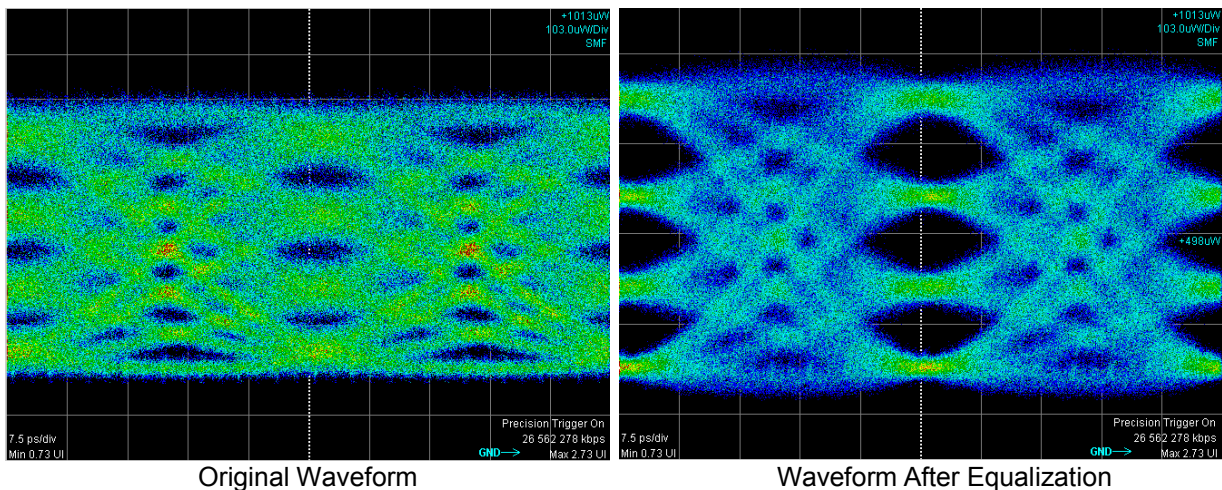 +1013uW
103.0uW/Div
SMF
Precision Trigger On
7.5 ps/div
26 562 278 kbps
Min 0.73 UI
GND→
Max 2.73 UI
Original Waveform
+1013uW
103.0uW/Div
SMF
+498uW
Precision Trigger On
7.5 ps/div
26 562 278 kbps
Min 0.73 UI
GND→
Max 2.73 UI
Waveform After Equalization